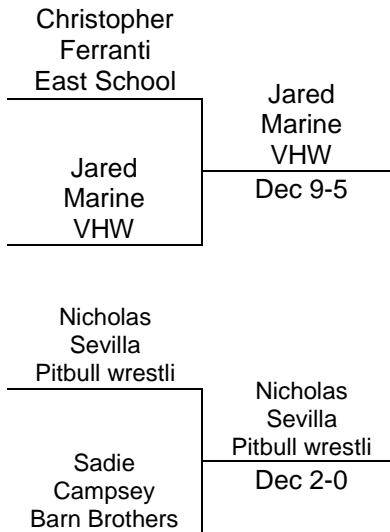 Christopher
Ferranti
East School
Jared
Marine
VHW
Jared
Marine
VHW
Dec 9-5
Nicholas
Sevilla
Pitbull wrestli
Sadie
Campsey
Barn Brothers
Nicholas
Sevilla
Pitbull wrestli
Dec 2-0